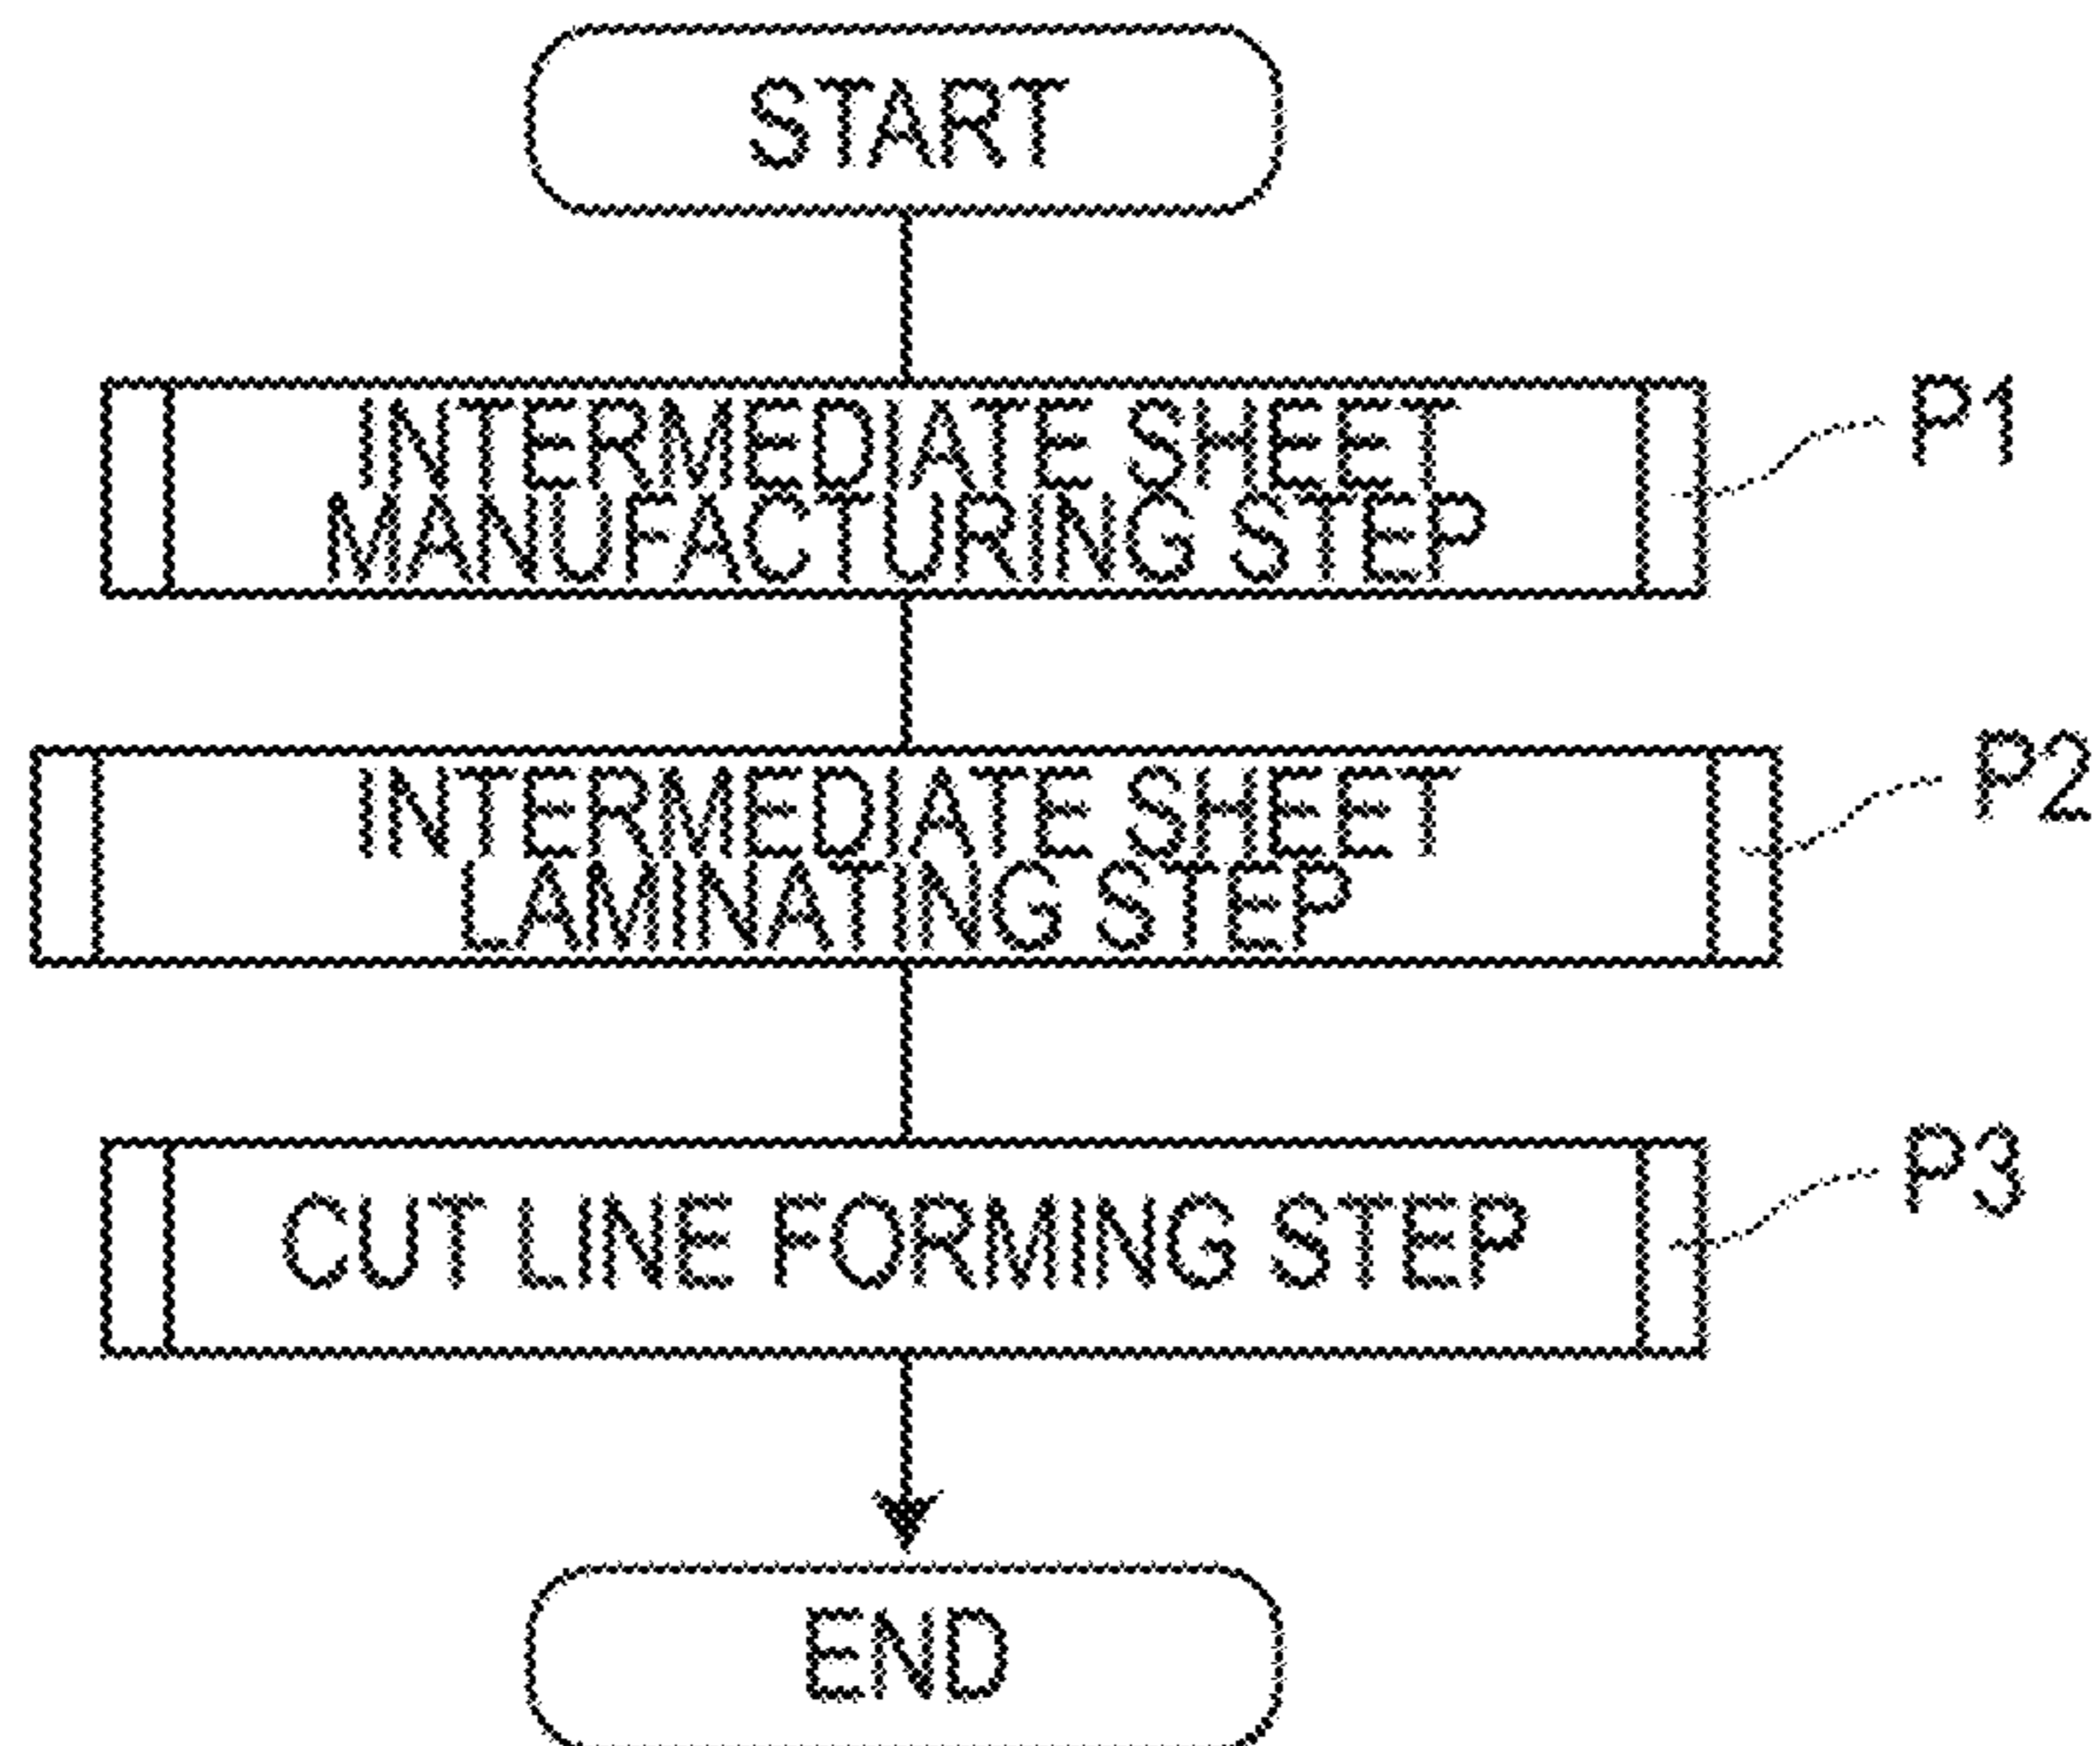 START
INTERMEDIATE SHEET
MANUFACTURING STEP
P1
INTERMEDIATE SHEET
LAMINATING STEP
P2
CUT LINE FORMING STEP
P3
END